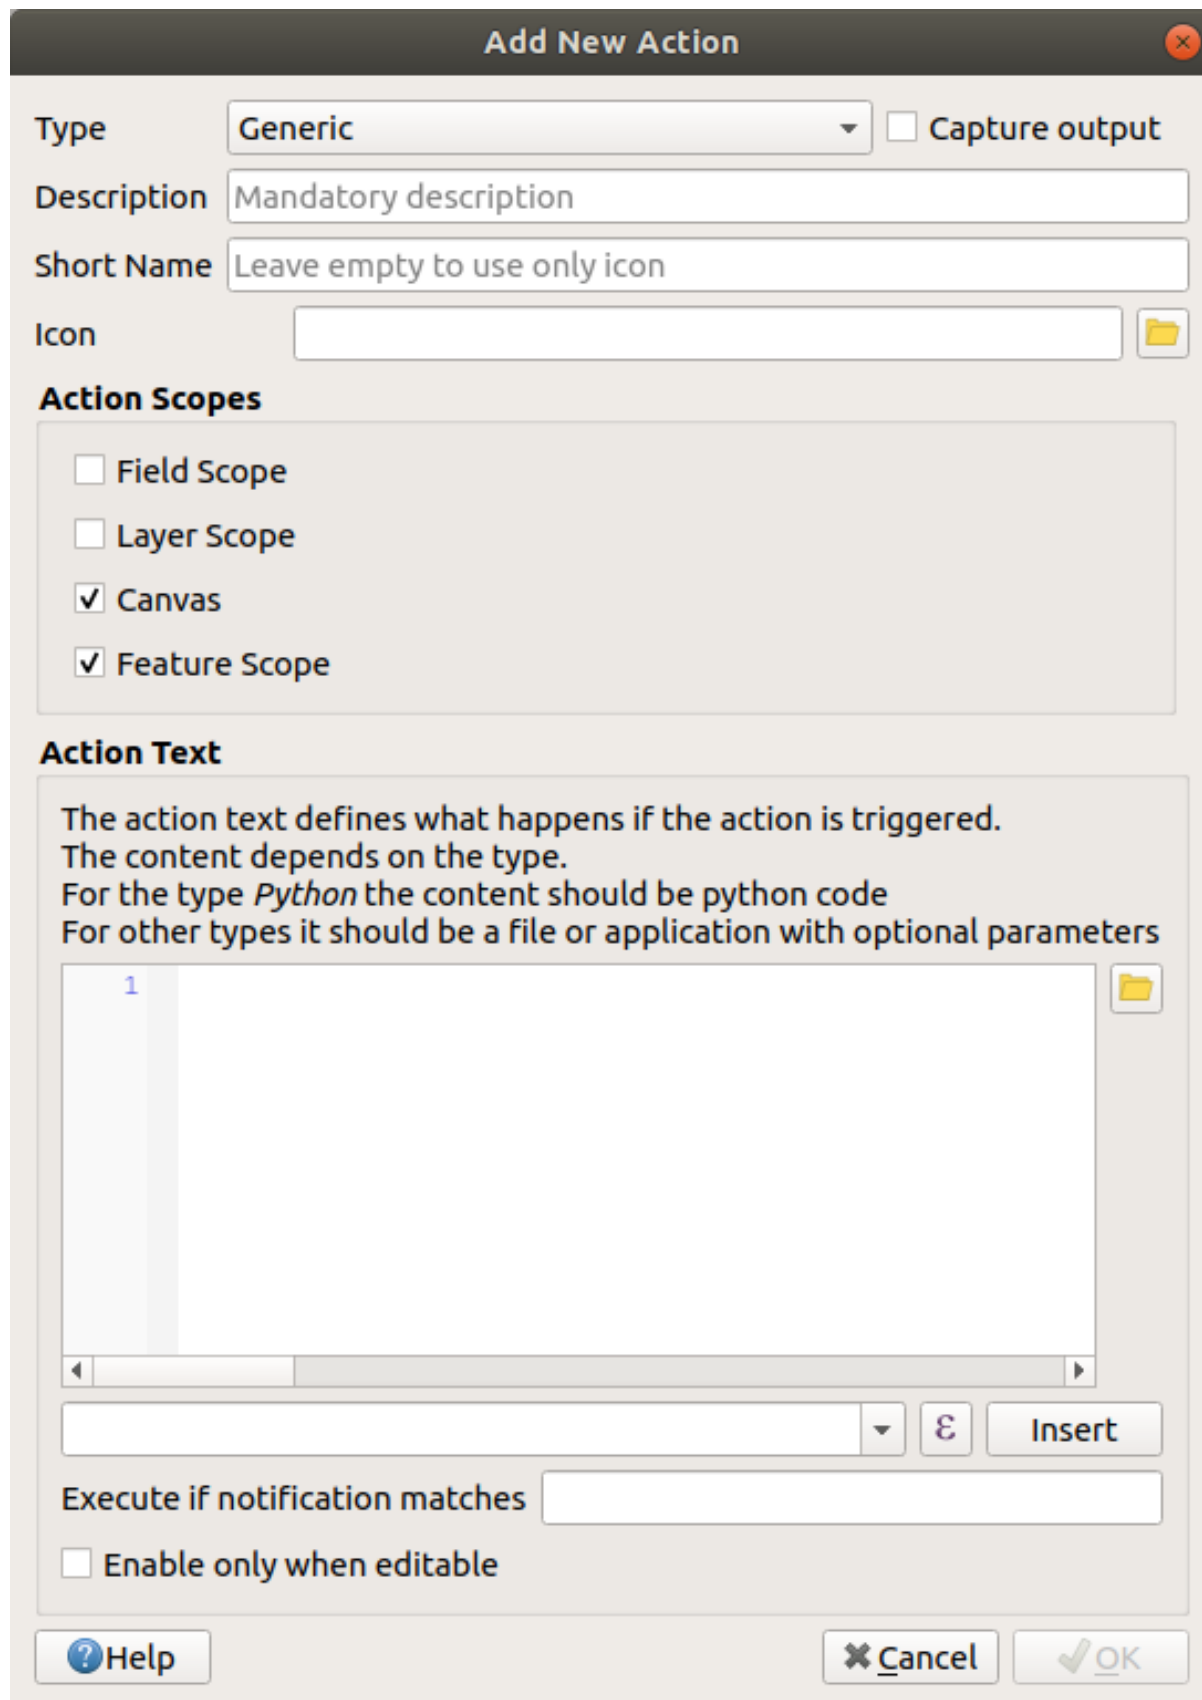 Add New Action
Type Generic Capture output
Description Mandatory description
Short Name Leave empty to use only icon
Icon
Action Scopes
Field Scope
Layer Scope
Canvas
Feature Scope
Action Text
The action text defines what happens if the action is triggered.
The content depends on the type.
For the type Python the content should be python code
For other types it should be a file or application with optional parameters
1
ε Insert
Execute if notification matches
Enable only when editable
Help Cancel OK